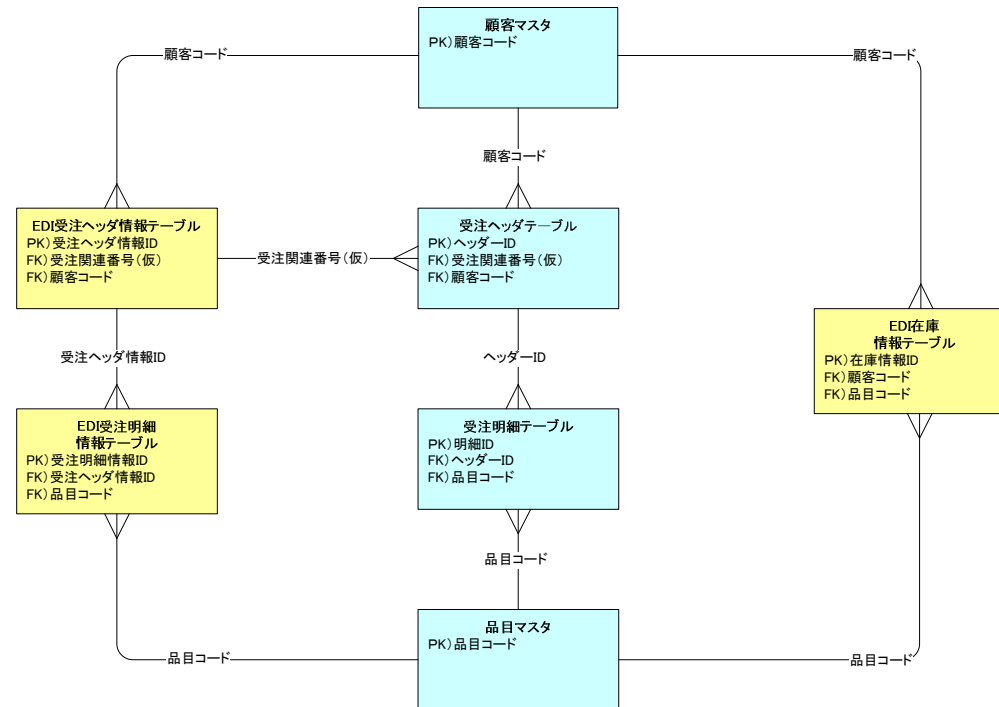 顧客マスタ
PK)顧客コード
顧客コード
顧客コード
顧客コード
EDI受注ヘッダ情報テーブル
PK)受注ヘッダ情報ID
FK)受注関連番号(仮)
FK)顧客コード
受注関連番号(仮)
受注ヘッダテーブル
PK)ヘッダーID
FK)受注関連番号(仮)
FK)顧客コード
EDI在庫
情報テーブル
PK)在庫情報ID
FK)顧客コード
FK)品目コード
受注ヘッダ情報ID
ヘッダーID
EDI受注明細
情報テーブル
PK)受注明細情報ID
FK)受注ヘッダ情報ID
FK)品目コード
受注明細テーブル
PK)明細ID
FK)ヘッダーID
FK)品目コード
品目コード
品目マスタ
PK)品目コード
品目コード
品目コード